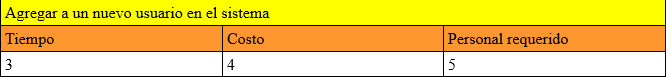 Agregar a un nuevo usuario en el sistema
Tiempo Costo Personal requerido
3 4 5